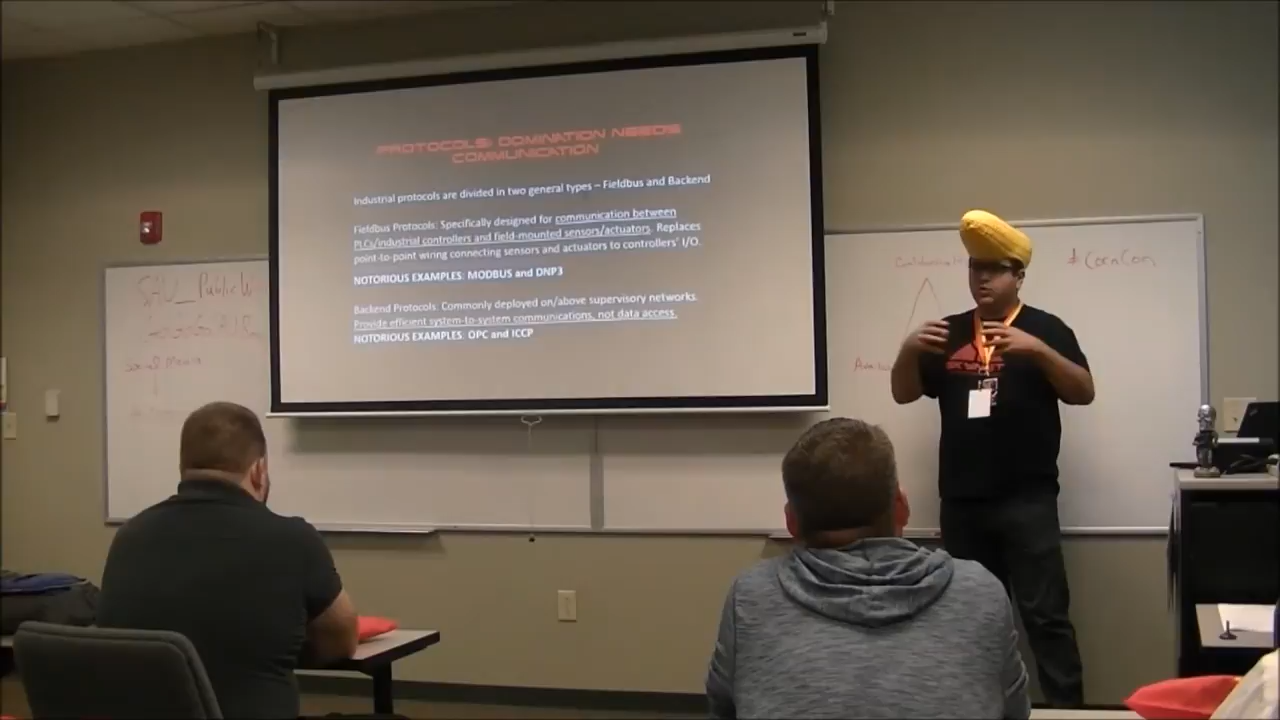 PROTOCOLS: DOMINATION NEEDS
COMMUNICATION
Industrial protocols are divided in two general types – Fieldbus and Backend
Fieldbus Protocols: Specifically designed for communication between
PLCs/industrial controllers and field-mounted sensors/actuators. Replaces
point-to-point wiring connecting sensors and actuators to controllers' I/O.
NOTORIOUS EXAMPLES: MODBUS and DNP3
Backend Protocols: Commonly deployed on/above supervisory networks.
Provide efficient system-to-system communications, not data access.
NOTORIOUS EXAMPLES: OPC and ICCP
SAU_Public
Social Media
#CornCon